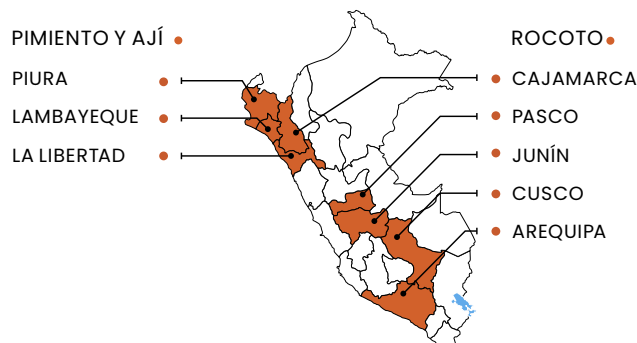 PIMIENTO Y AJÍ
PIURA
LAMBAYEQUE
LA LIBERTAD
ROCOTO
CAJAMARCA
PASCO
JUNÍN
CUSCO
AREQUIPA